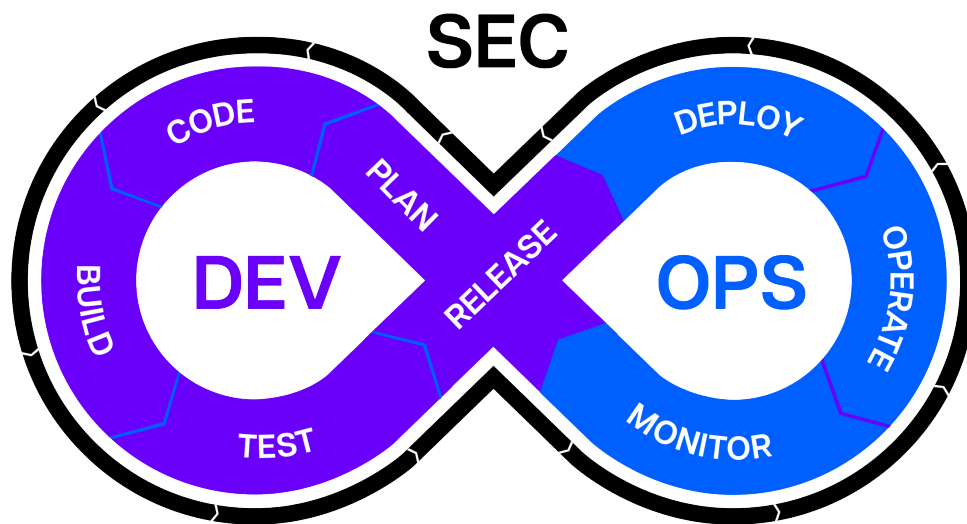 SEC
DEV
OPS
PLAN
CODE
BUILD
TEST
RELEASE
DEPLOY
OPERATE
MONITOR